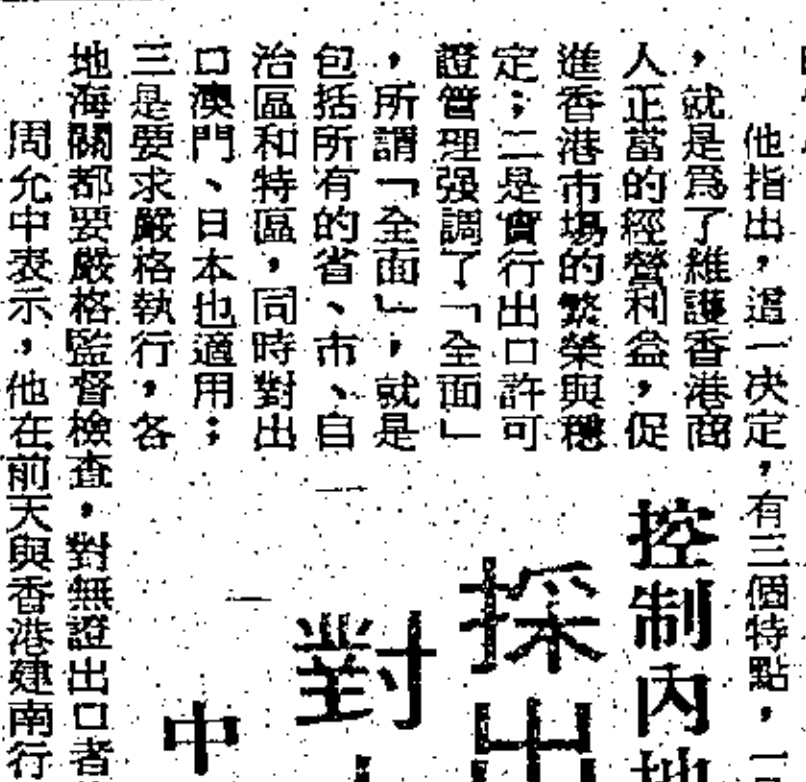 他指出，這一决定，有三個特點，一
，就是爲了維護香港商
人正當的經營利益，促
進香港市場的繁榮與穩
定；二是實行出口許可
證管理强調了「全面」
，所謂「全面」，就是
包括所有的省、市、自
治區和特區，同時對出
口澳門、日本也適用；
三是要求嚴格執行，各
地海關都要嚴格監督檢查，對無證出口者
周允中表示，他在前天與香港建南行
控制內地
採出
對
中